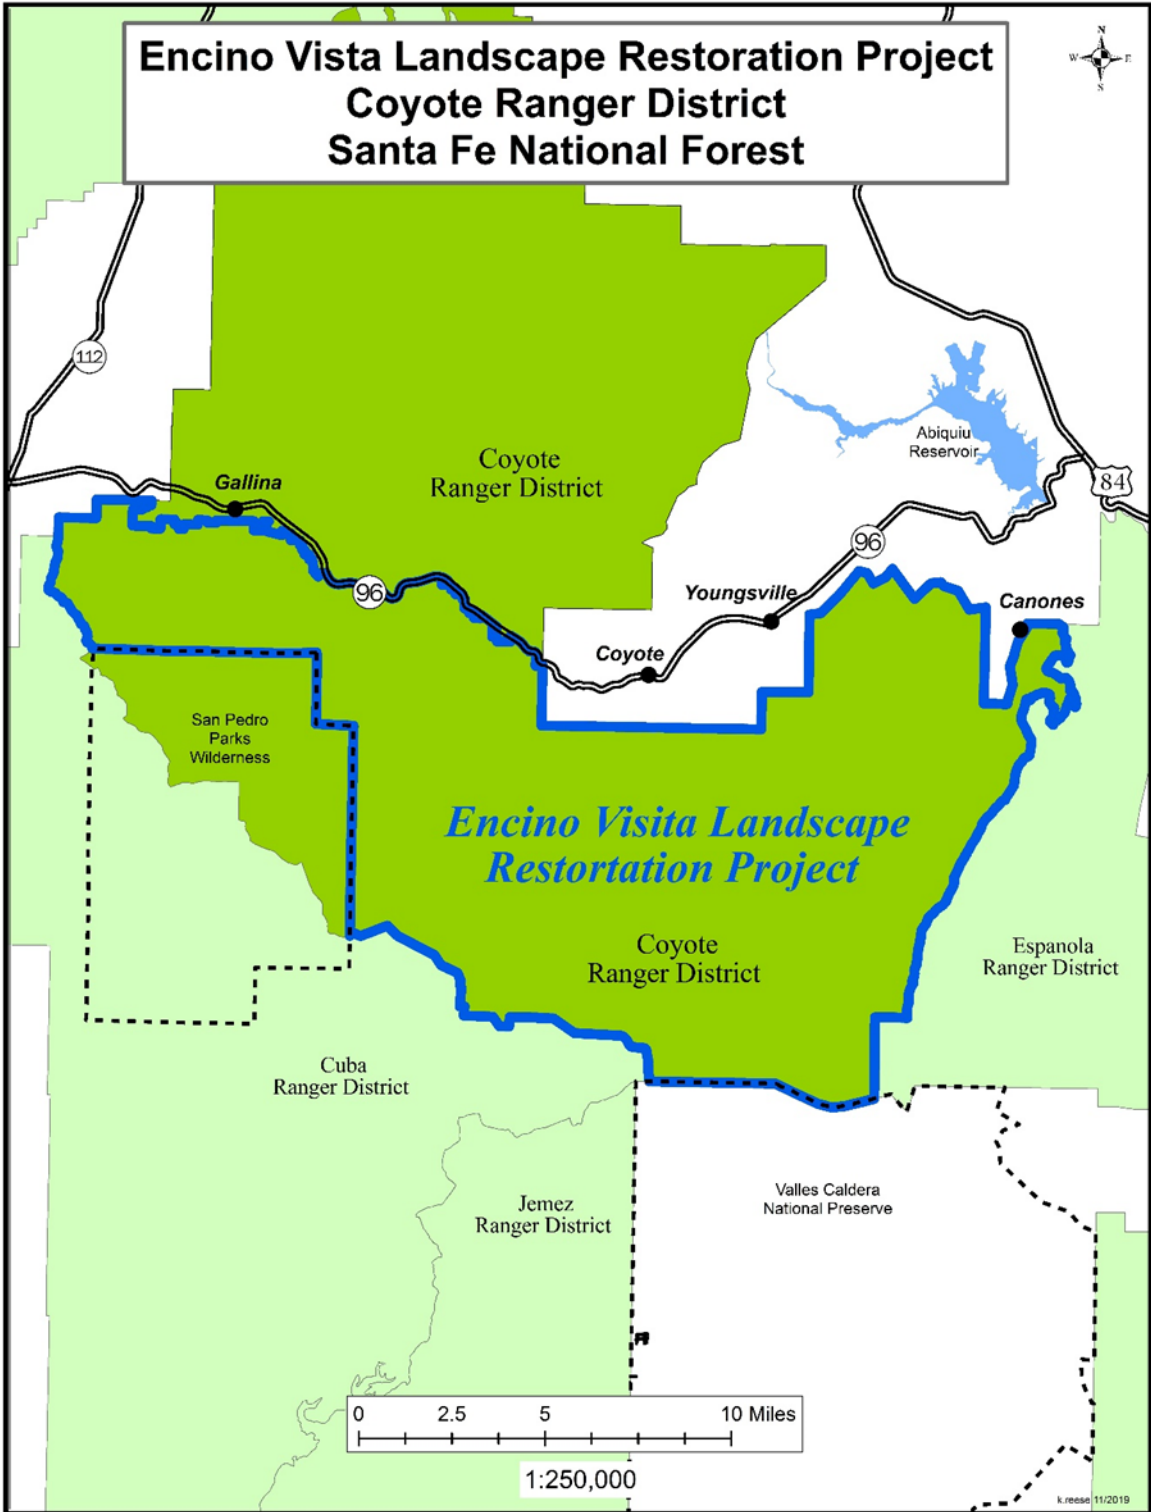 Encino Vista Landscape Restoration Project
Coyote Ranger District
Santa Fe National Forest
N
W E
S
112
Abiquiu
Reservoir
Coyote
Ranger District
Gallina
84
96
96
Youngsville
Canones
Coyote
San Pedro
Parks
Wilderness
Encino Visita Landscape
Restortation Project
Coyote
Ranger District
Espanola
Ranger District
Cuba
Ranger District
Valles Caldera
National Preserve
Jemez
Ranger District
0 2.5 5 10 Miles
1:250,000
k.reese 11/2019